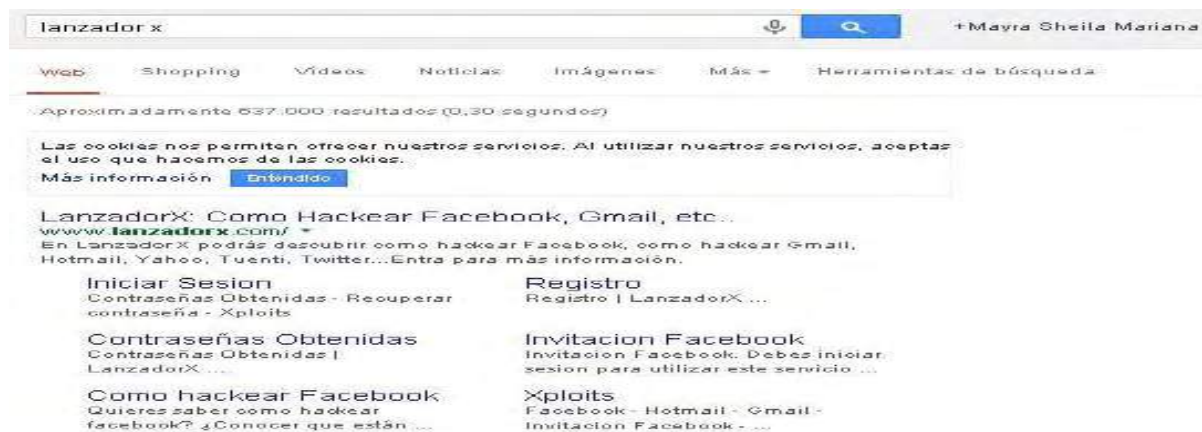 lanzador x
+Mayra Sheila Mariana
Web Shopping Vídeos Noticias Imágenes Más Herramientas de búsqueda
Aproximadamente 637.000 resultados (0,30 segundos)
Las cookies nos permiten ofrecer nuestros servicios. Al utilizar nuestros servicios, aceptas
el uso que hacemos de las cookies.
Más información Entendido
LanzadorX: Como Hackear Facebook, Gmail, etc..
www.lanzadorx.com/
En LanzadorX podrás descubrir como hackear Facebook, como hackear Gmail,
Hotmail, Yahoo, Tuenti, Twitter...Entra para más información.
Iniciar Sesion
Contraseñas Obtenidas - Recuperar
contraseña - Xploits
Registro
Registro | LanzadorX ...
Contraseñas Obtenidas
Contraseñas Obtenidas |
LanzadorX ...
Invitacion Facebook
Invitacion Facebook. Debes iniciar
sesion para utilizar este servicio ...
Como hackear Facebook
Quieres saber como hackear
facebook? ¿Conocer que están ...
Xploits
Facebook - Hotmail - Gmail -
Invitacion Facebook - ...